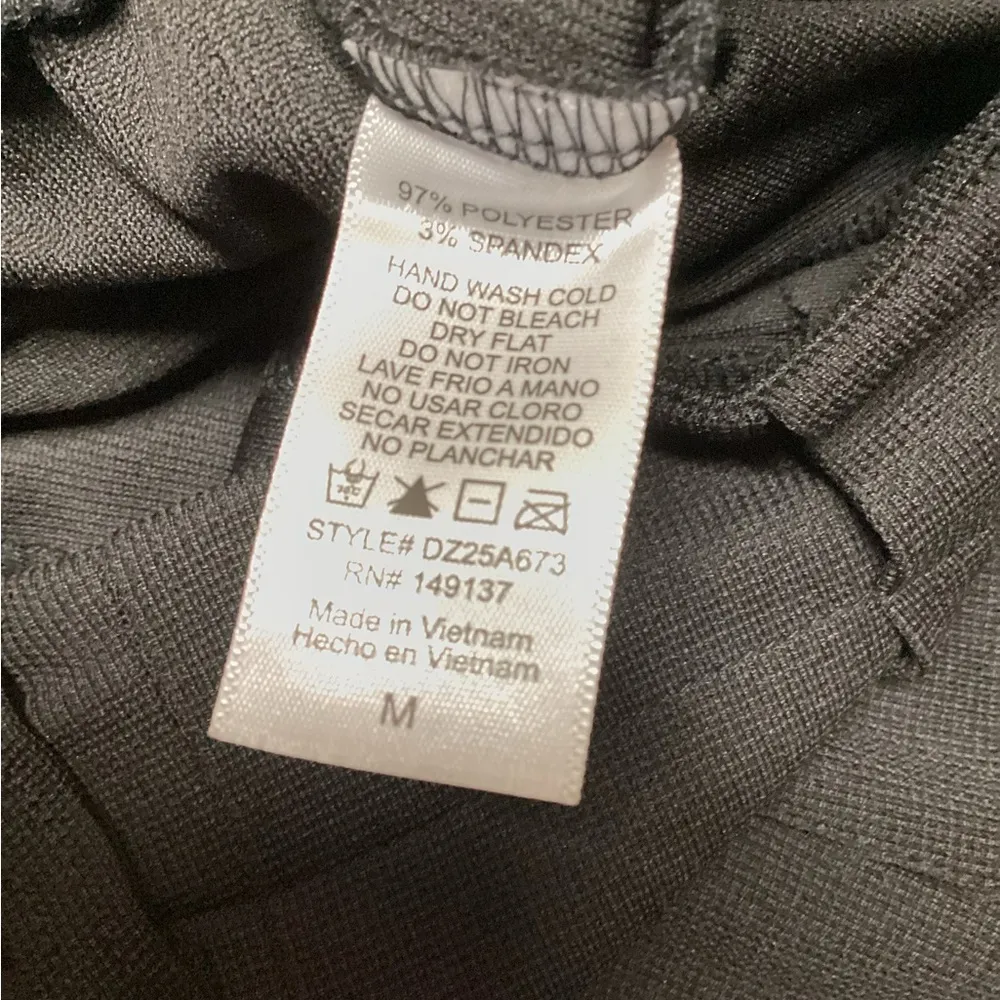 97% POLYESTER
3% SPANDEX
HAND WASH COLD
DO NOT BLEACH
DRY FLAT
DO NOT IRON
LAVE FRIO A MANO
NO USAR CLORO
SECAR EXTENDIDO
NO PLANCHAR
STYLE# DZ25A673
RN# 149137
Made in Vietnam
Hecho en Vietnam
M